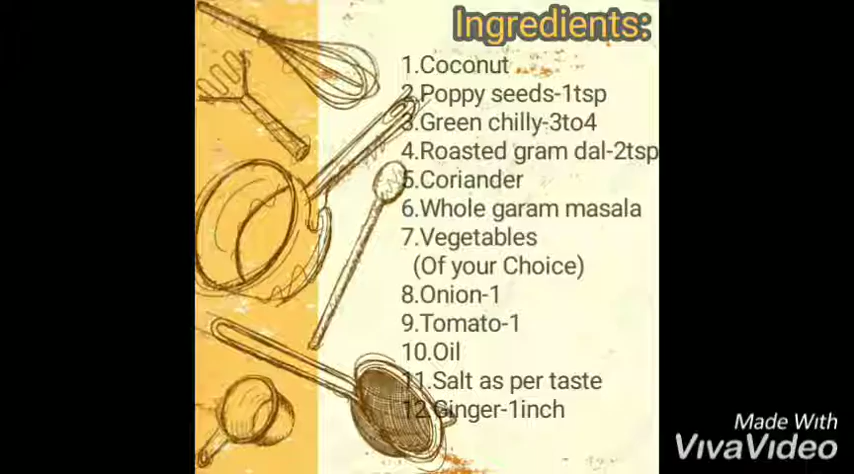 Ingredients:
1.Coconut
2.Poppy seeds-1tsp
3.Green chilly-3to4
4.Roasted gram dal-2tsp
5.Coriander
6.Whole garam masala
7.Vegetables
(Of your Choice)
8.Onion-1
9.Tomato-1
10.Oil
11.Salt as per taste
12.Ginger-1inch
Made With
VivaVideo